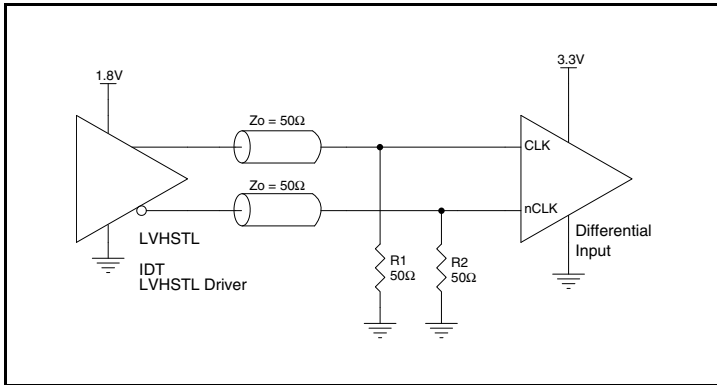 1.8V
3.3V
Zo = 50Ω
CLK
Zo = 50Ω
nCLK
LVHSTL
IDT
LVHSTL Driver
R1
50Ω
R2
50Ω
Differential
Input